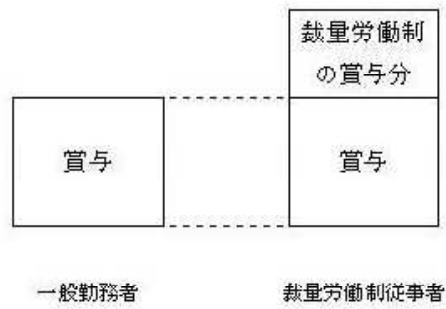 裁量労働制
の賞与分
賞与
賞与
一般勤務者
裁量労働制従事者